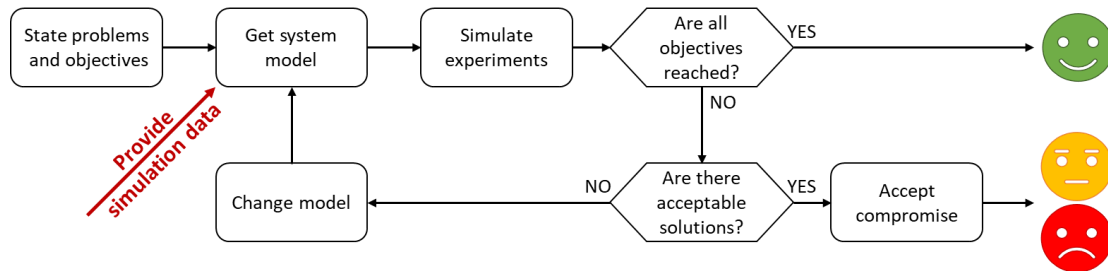 State problems
and objectives
Get system
model
Simulate
experiments
Are all
objectives
reached?
YES
NO
Provide
simulation data
Change model
NO
Are there
acceptable
solutions?
YES
Accept
compromise